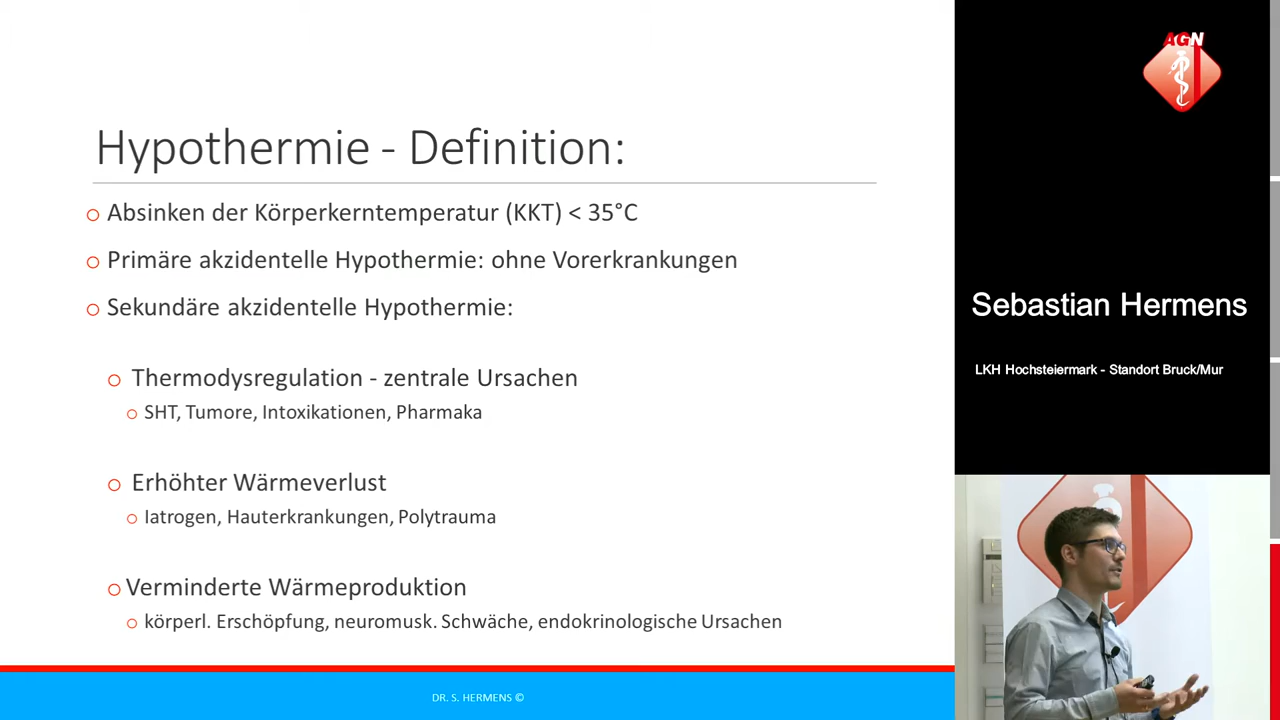 Hypothermie - Definition:
Absinken der Körperkerntemperatur (KKT) < 35°C
Primäre akzidentelle Hypothermie: ohne Vorerkrankungen
Sekundäre akzidentelle Hypothermie:
Thermodysregulation - zentrale Ursachen
SHT, Tumore, Intoxikationen, Pharmaka
Erhöhter Wärmeverlust
Iatrogen, Hauterkrankungen, Polytrauma
Verminderte Wärmeproduktion
körperl. Erschöpfung, neuromusk. Schwäche, endokrinologische Ursachen
DR. S. HERMENS ©
AGN
Sebastian Hermens
LKH Hochsteiermark - Standort Bruck/Mur